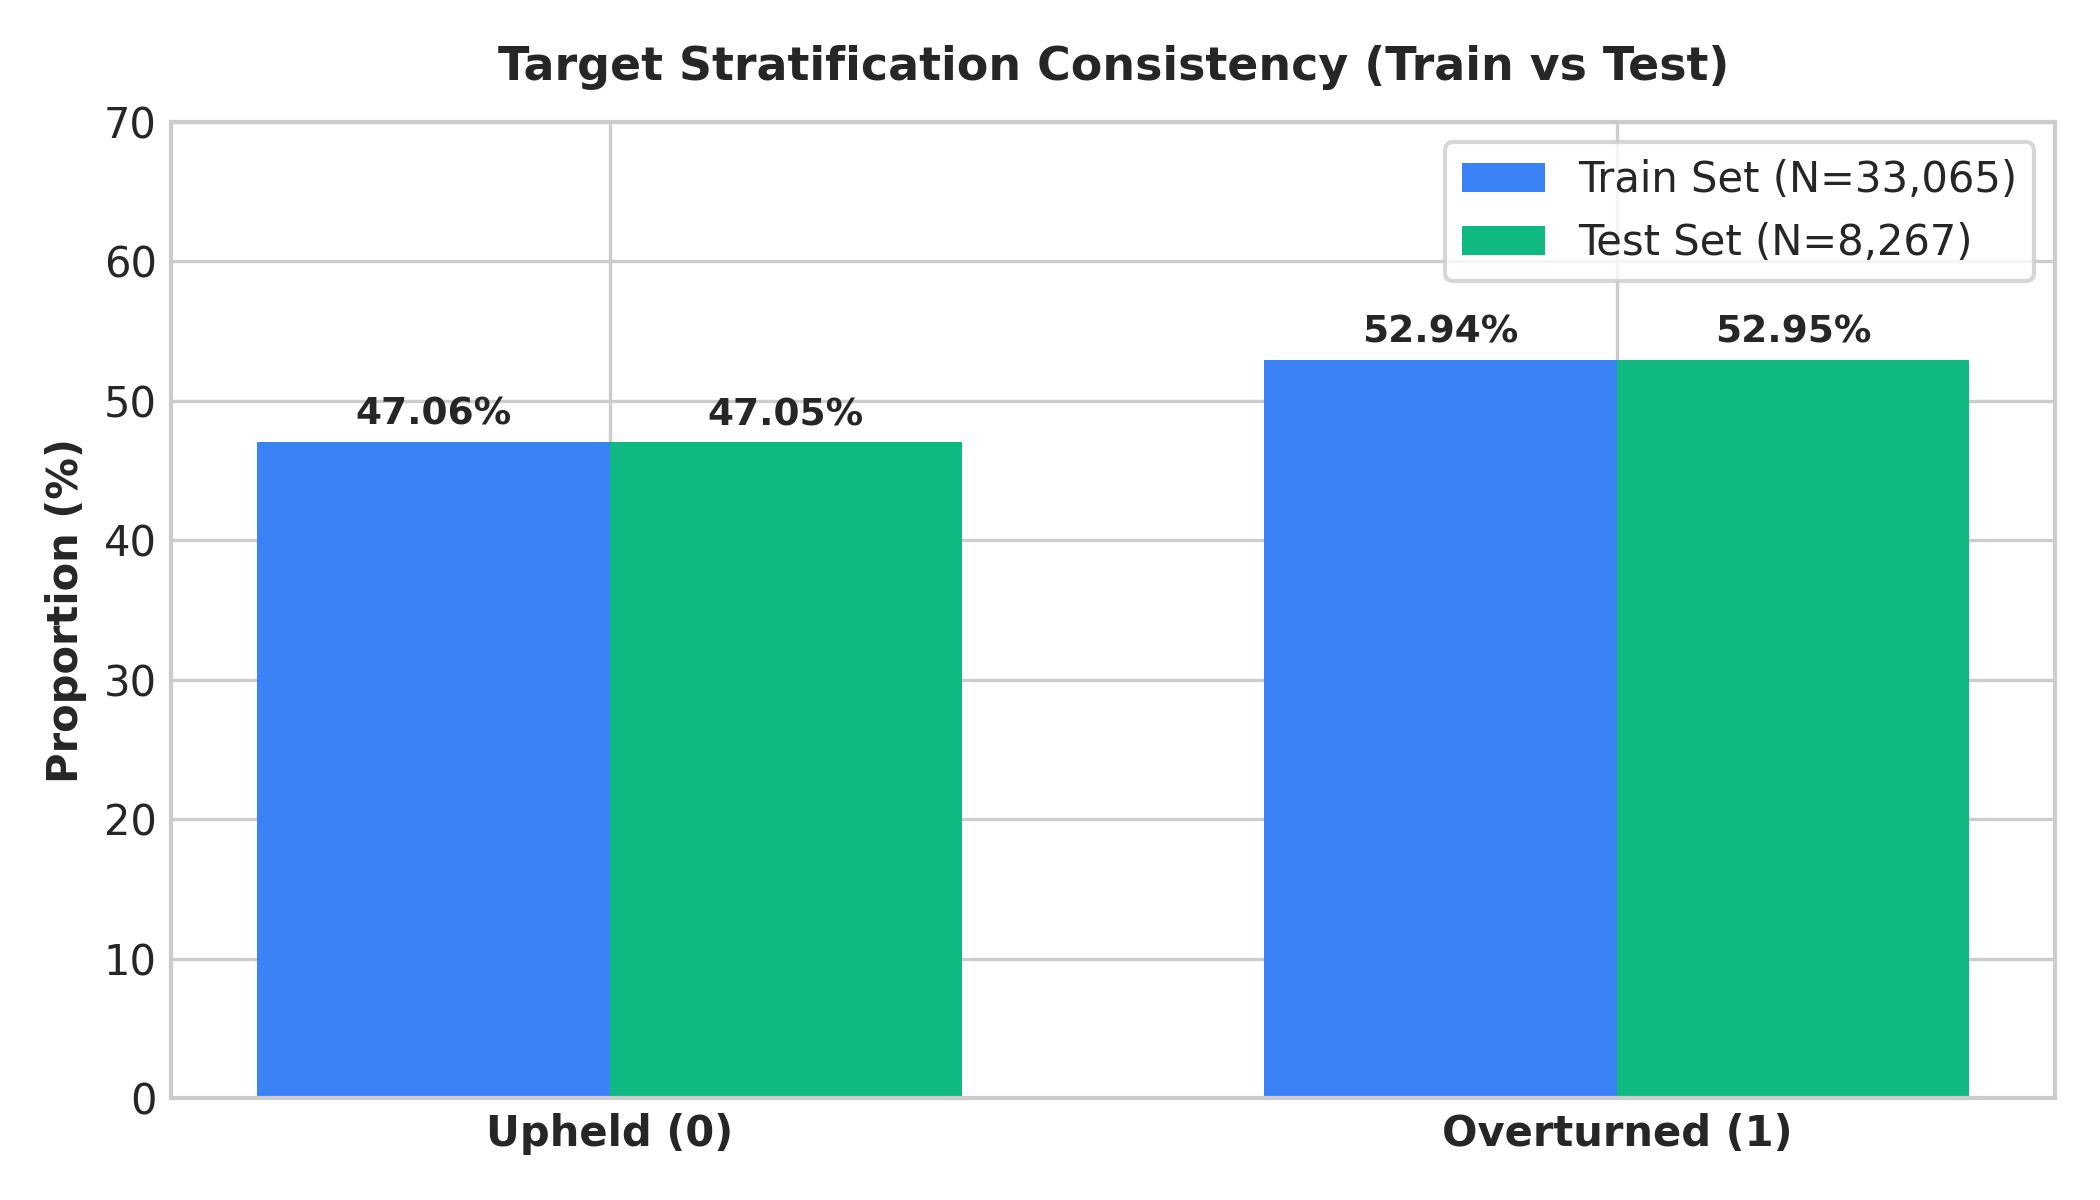 Target Stratification Consistency (Train vs Test)
70
60
50
40
30
20
10
0
Proportion (%)
Train Set (N=33,065)
Test Set (N=8,267)
47.06%
47.05%
52.94%
52.95%
Upheld (0)
Overturned (1)